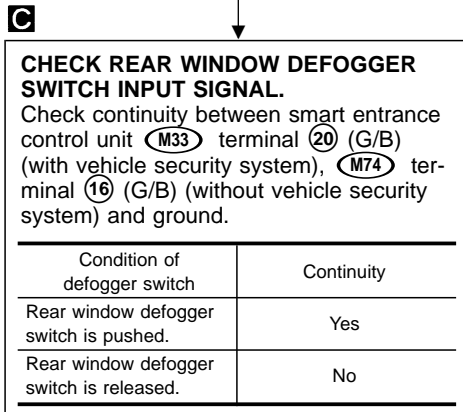 C
CHECK REAR WINDOW DEFOGGER
SWITCH INPUT SIGNAL.
Check continuity between smart entrance
control unit M33 terminal 20 (G/B)
(with vehicle security system), M74 ter-
minal 16 (G/B) (without vehicle security
system) and ground.
Condition of
defogger switch
Continuity
Rear window defogger
switch is pushed.
Yes
Rear window defogger
switch is released.
No